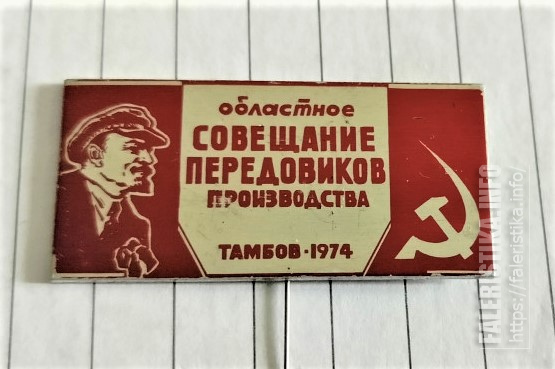 областное
СОВЕЩАНИЕ
ПЕРЕДОВИКОВ
ПРОИЗВОДСТВА
ТАМБОВ·1974
FALERISTIKA.INFO
https://faleristika.info